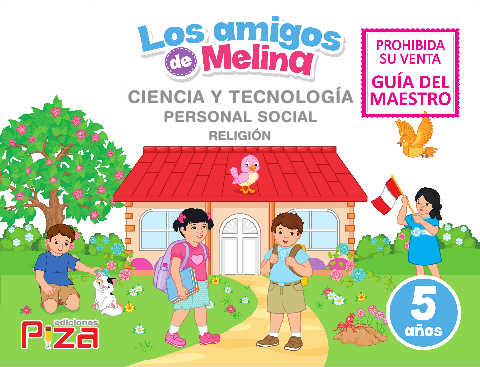 Los amigos
de Melina
PROHIBIDA
SU VENTA
GUÍA DEL
MAESTRO
CIENCIA Y TECNOLOGÍA
PERSONAL SOCIAL
RELIGIÓN
ediciones
Piza
5
años